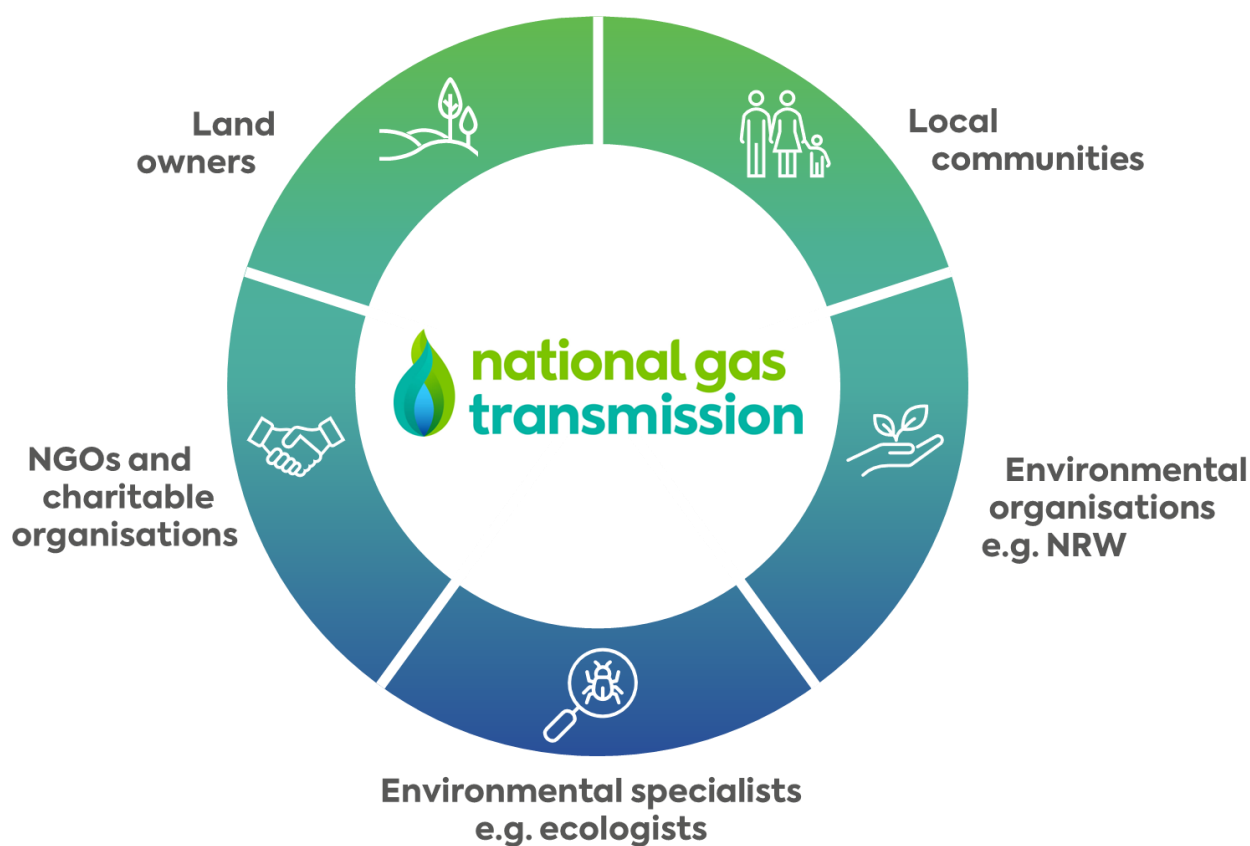 Land
owners
Local
communities
national gas
transmission
NGOs and
charitable
organisations
Environmental
organisations
e.g. NRW
Environmental specialists
e.g. ecologists